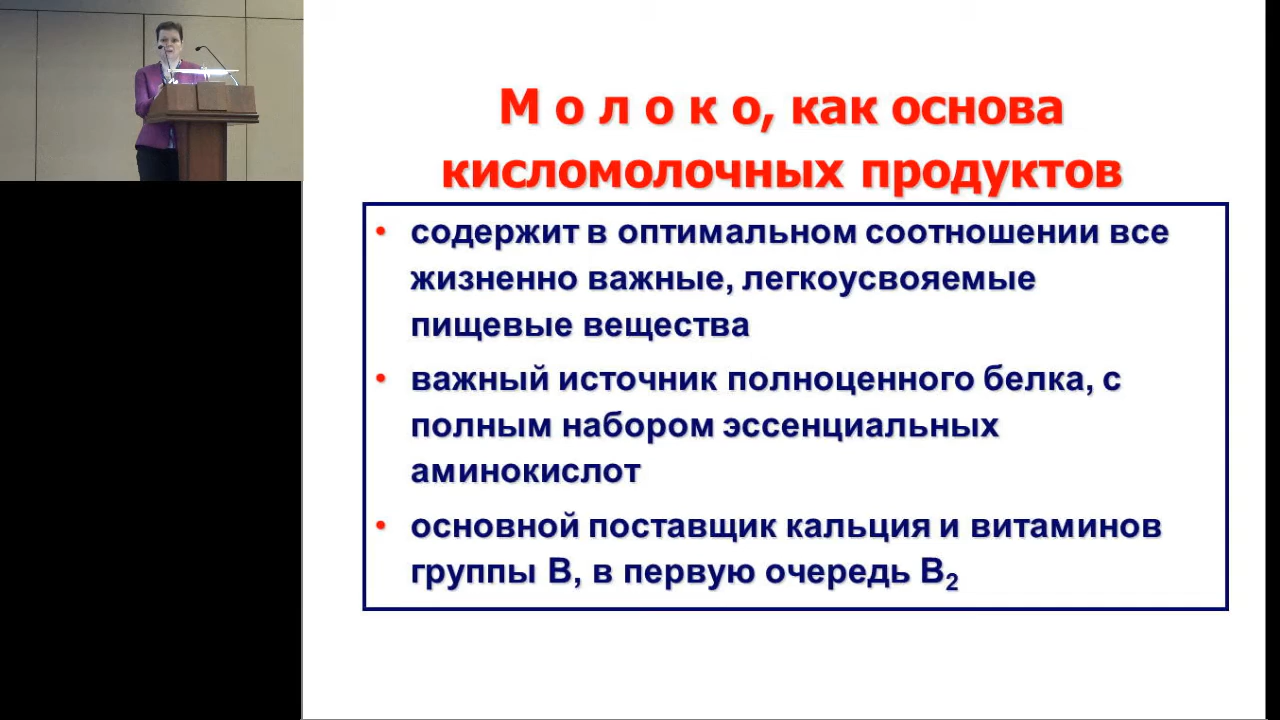 М о л о к о, как основа
кисломолочных продуктов
• содержит в оптимальном соотношении все
жизненно важные, легкоусвояемые
пищевые вещества
• важный источник полноценного белка, с
полным набором эссенциальных
аминокислот
• основной поставщик кальция и витаминов
группы В, в первую очередь В₂